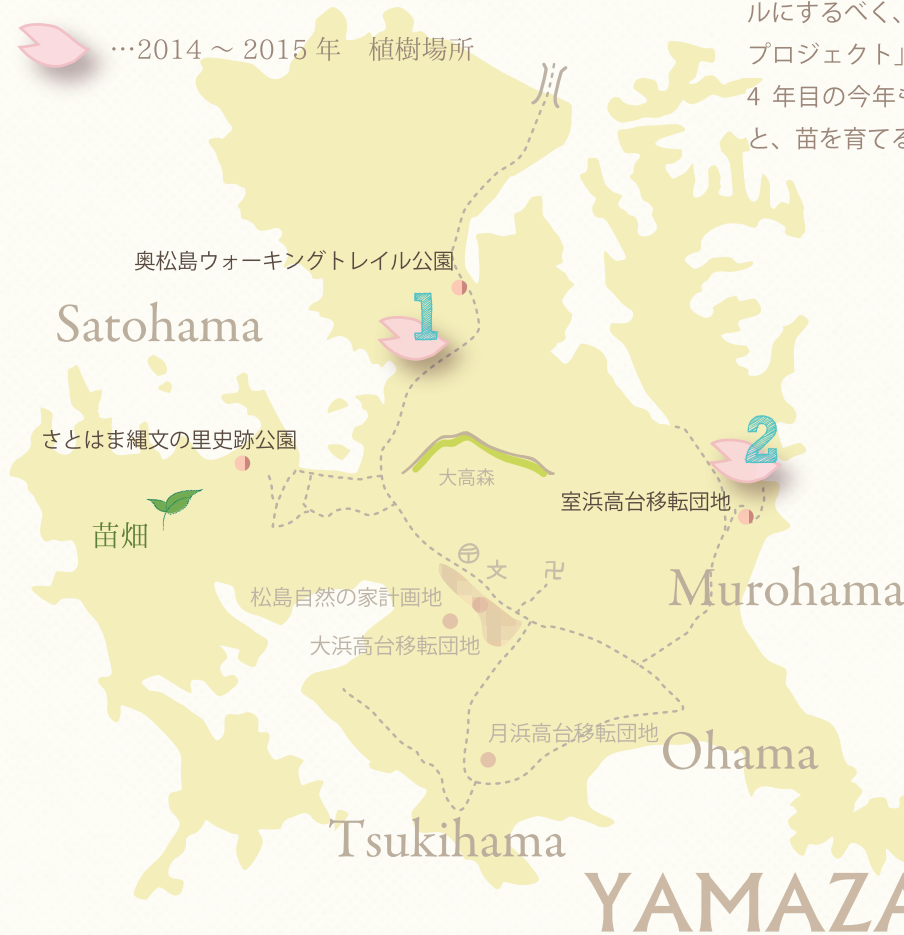 …2014 ～ 2015 年　植樹場所
ルにするべく、
プロジェクト」
4 年目の今年
と、苗を育てる
奥松島ウォーキングトレイル公園
1
Satohama
さとはま縄文の里史跡公園
2
大高森
室浜高台移転団地
苗畑
〒
文
卍
Murohama
松島自然の家計画地
大浜高台移転団地
月浜高台移転団地
Ohama
Tsukihama
YAMAZA